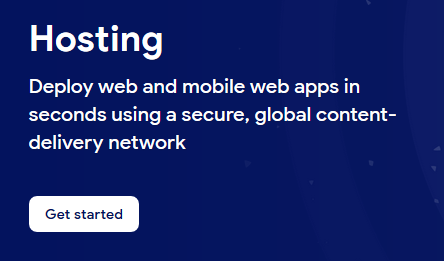 Hosting
Deploy web and mobile web apps in
seconds using a secure, global content-
delivery network
Get started